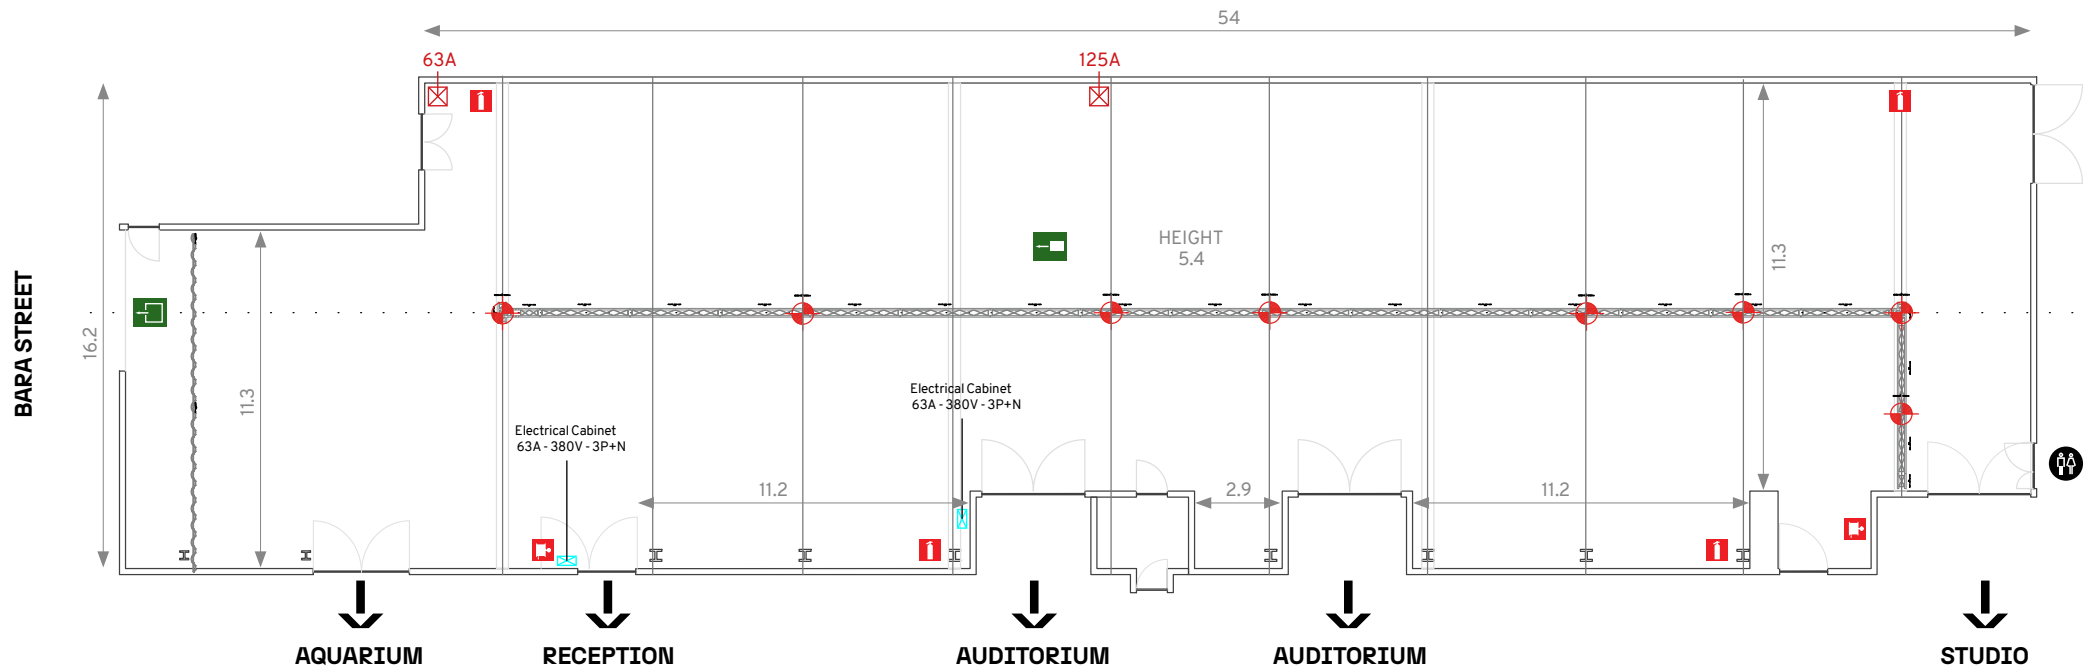 54
63A
125A
HEIGHT
5.4
11.3
BARA STREET
16.2
11.3
Electrical Cabinet
63A - 380V - 3P+N
Electrical Cabinet
63A - 380V - 3P+N
11.2
2.9
11.2
AQUARIUM
RECEPTION
AUDITORIUM
AUDITORIUM
STUDIO